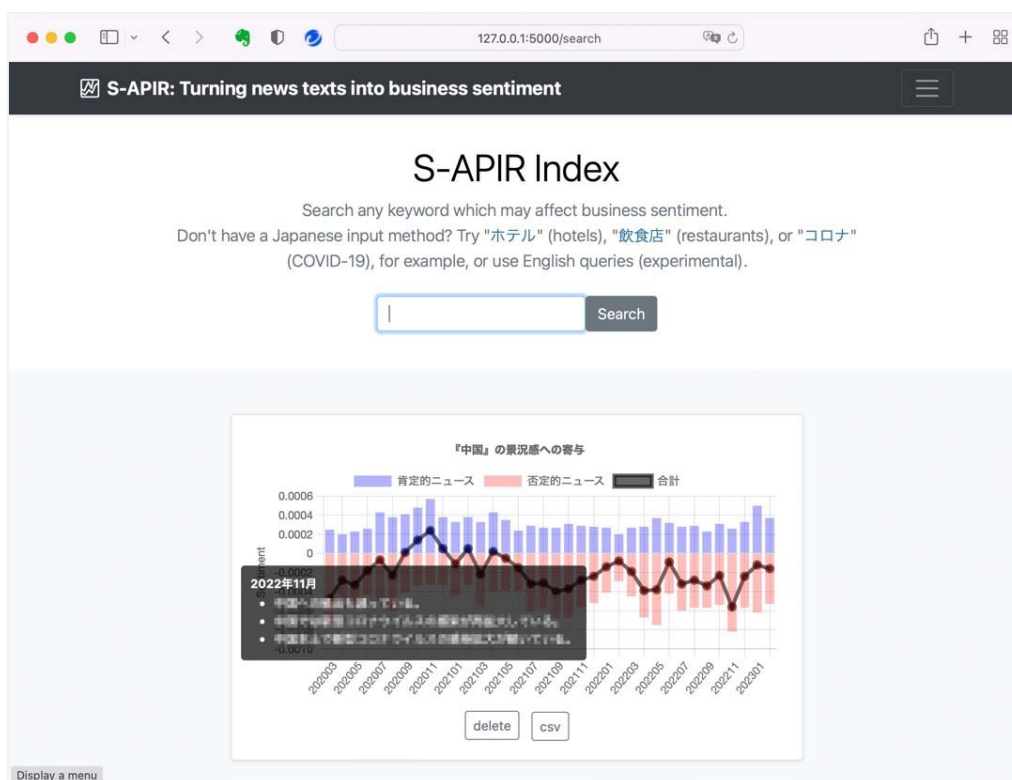 127.0.0.1:5000/search
S-APIR: Turning news texts into business sentiment
S-APIR Index
Search any keyword which may affect business sentiment.
Don't have a Japanese input method? Try "ホテル" (hotels), "飲食店" (restaurants), or "コロナ"
(COVID-19), for example, or use English queries (experimental).
Search
『中国』の景況感への寄与
肯定的ニュース 否定的ニュース 合計
0.0006
0.0004
0.0002
0
2022年11月
-0.0010
202003 202005 202007 202009 202011 202101 202103 202105 202107 202109 202111 202201 202203 202205 202207 202209 202211 202301
delete csv
Display a menu